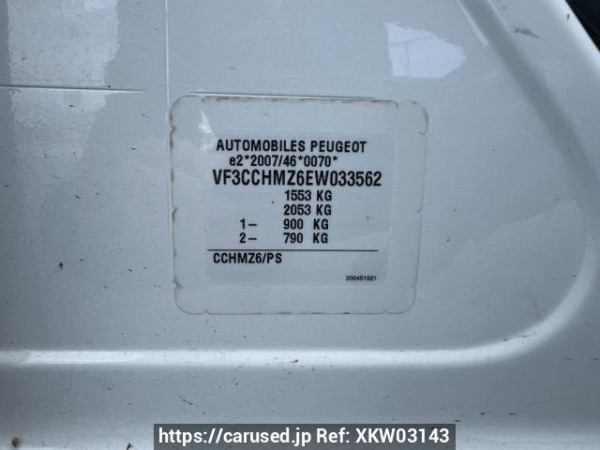 AUTOMOBILES PEUGEOT
e2*2007/46*0070*
VF3CCHMZ6EW033562
1553 KG
2053 KG
1- 900 KG
2- 790 KG
CCHMZ6/PS
200451021
https://carused.jp Ref: XKW03143